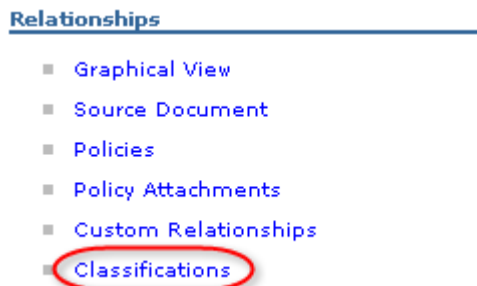 Relationships
Graphical View
Source Document
Policies
Policy Attachments
Custom Relationships
Classifications